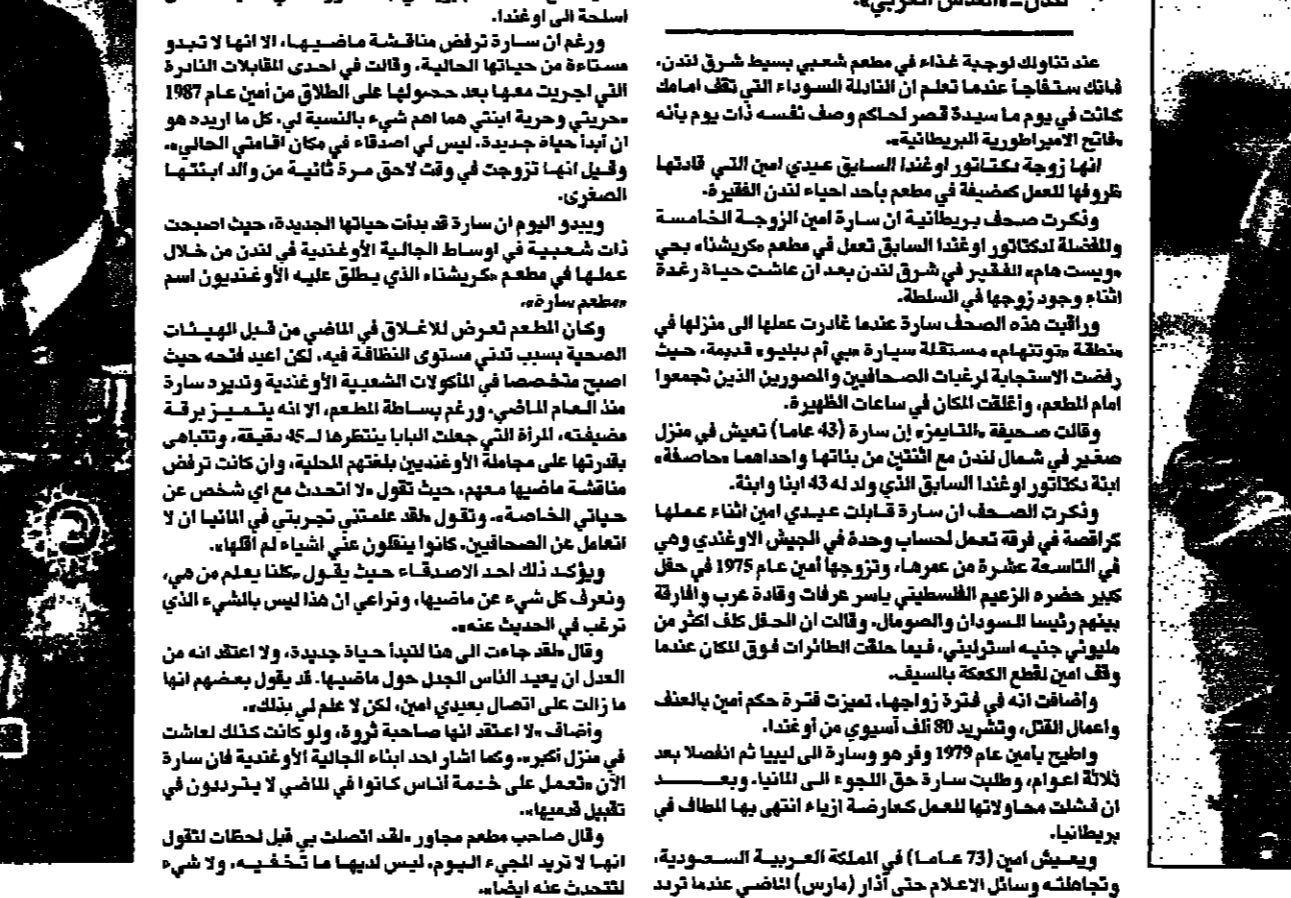 لندن ـ «القدس العربي»:
عند تناولك لوجبة غذاء في مطعم شعبي بسيط شرق لندن،
فانك ستفاجأ عندما تعلم ان النادلة السوداء التي تقف امامك
كانت في يوم ما سيدة قصر لحاكم وصف نفسه ذات يوم بأنه
«فاتح الامبراطورية البريطانية».
انها زوجة دكتاتور اوغندا السابق عيدي امين التي قادتها
ظروفها للعمل كمضيفة في مطعم بأحد احياء لندن الفقيرة.
وذكرت صحف بريطانية ان سارة امين الزوجة الخامسة
والمفضلة لدكتاتور اوغندا السابق تعمل في مطعم «كريشنا» بحي
«ويست هام» الفقير في شرق لندن بعد ان عاشت حياة رغدة
اثناء وجود زوجها في السلطة.
وراقبت هذه الصحف سارة عندما غادرت عملها الى منزلها في
منطقة «توتنهام» مستقلة سيارة «بي أم دبليو» قديمة، حيث
رفضت الاستجابة لرغبات الصحافيين والمصورين الذين تجمعوا
امام المطعم، وأغلقت المكان في ساعات الظهيرة.
وقالت صحيفة «التايمز» إن سارة (43 عاما) تعيش في منزل
صغير في شمال لندن مع اثنتين من بناتها واحداهما «حاصفة»
ابنة دكتاتور اوغندا السابق الذي ولد له 43 ابنا وابنة.
وذكرت الصحف ان سارة قابلت عيدي امين اثناء عملها
كراقصة في فرقة تعمل لحساب وحدة في الجيش الاوغندي وهي
في التاسعة عشرة من عمرها، وتزوجها أمين عام 1975 في حفل
كبير حضره الزعيم الفلسطيني ياسر عرفات وقادة عرب وافارقة
بينهم رئيسا السودان والصومال. وقالت ان الحفل كلف اكثر من
مليوني جنيه استرليني، فيما حلقت الطائرات فوق المكان عندما
وقف امين لقطع الكعكة بالسيف.
وأضافت انه في فترة زواجها، تميزت فترة حكم أمين بالعنف
واعمال القتل، وتشريد 80 الف آسيوي من أوغندا.
واطيح بأمين عام 1979 وفر هو وسارة الى ليبيا ثم انفصلا بعد
ثلاثة اعوام، وطلبت سارة حق اللجوء الى المانيا. وبعـــد
ان فشلت محاولاتها للعمل كعارضة ازياء انتهى بها المطاف في
بريطانيا.
ويعيش امين (73 عاما) في المملكة العربية السعودية،
وتجاهلته وسائل الاعلام حتى آذار (مارس) الماضي عندما تردد
اسلحة الى اوغندا.
ورغم ان سارة ترفض مناقشة ماضيها، الا انها لا تبدو
مستاءة من حياتها الحالية، وقالت في احدى المقابلات النادرة
التي اجريت معها بعد حصولها على الطلاق من أمين عام 1987
«حريتي وحرية ابنتي هما اهم شيء بالنسبة لي، كل ما اريده هو
ان أبدأ حياة جديدة. ليس لي اصدقاء في مكان اقامتي الحالي».
وقيل انها تزوجت في وقت لاحق مرة ثانية من والد ابنتها
الصغرى.
ويبدو اليوم ان سارة قد بدأت حياتها الجديدة، حيث اصبحت
ذات شعبية في اوساط الجالية الأوغندية في لندن من خلال
عملها في مطعم «كريشنا» الذي يطلق عليه الأوغنديون اسم
«مطعم سارة».
وكان المطعم تعرض للاغلاق في الماضي من قبل الهيئات
الصحية بسبب تدني مستوى النظافة فيه، لكن اعيد فتحه حيث
اصبح متخصصا في المأكولات الشعبية الأوغندية وتديره سارة
منذ العام الماضي. ورغم بساطة المطعم، الا انه يتميز برقة
مضيفته، المرأة التي جعلت البابا ينتظرها لـ45 دقيقة، وتتباهى
بقدرتها على مجاملة الأوغنديين بلغتهم المحلية، وان كانت ترفض
مناقشة ماضيها معهم، حيث تقول «لا اتحدث مع اي شخص عن
حياتي الخاصة». وتقول «لقد علمتني تجربتي في المانيا ان لا
اتعامل عن الصحافيين. كانوا ينقلون عني اشياء لم اقلها».
ويؤكد ذلك احد الاصدقاء حيث يقول «كلنا يعلم من هي،
ونعرف كل شيء عن ماضيها، ونراعي ان هذا ليس بالشيء الذي
ترغب في الحديث عنه».
وقال «لقد جاءت الى هنا لتبدأ حياة جديدة، ولا اعتقد انه من
العدل ان يعيد الناس الجدل حول ماضيها. قد يقول بعضهم انها
ما زالت على اتصال بعيدي امين، لكن لا علم لي بذلك».
وأضاف «لا اعتقد انها صاحبة ثروة، ولو كانت كذلك لعاشت
في منزل أكبر». وكما اشار احد ابناء الجالية الأوغندية فان سارة
الآن «تعمل على خدمة أناس كانوا في الماضي لا يترددون في
تقبيل قدميها».
وقال صاحب مطعم مجاور «لقد اتصلت بي قبل لحظات لتقول
انها لا تريد المجيء اليوم. ليس لديها ما تخفيه، ولا شيء
لتتحدث عنه ايضا».